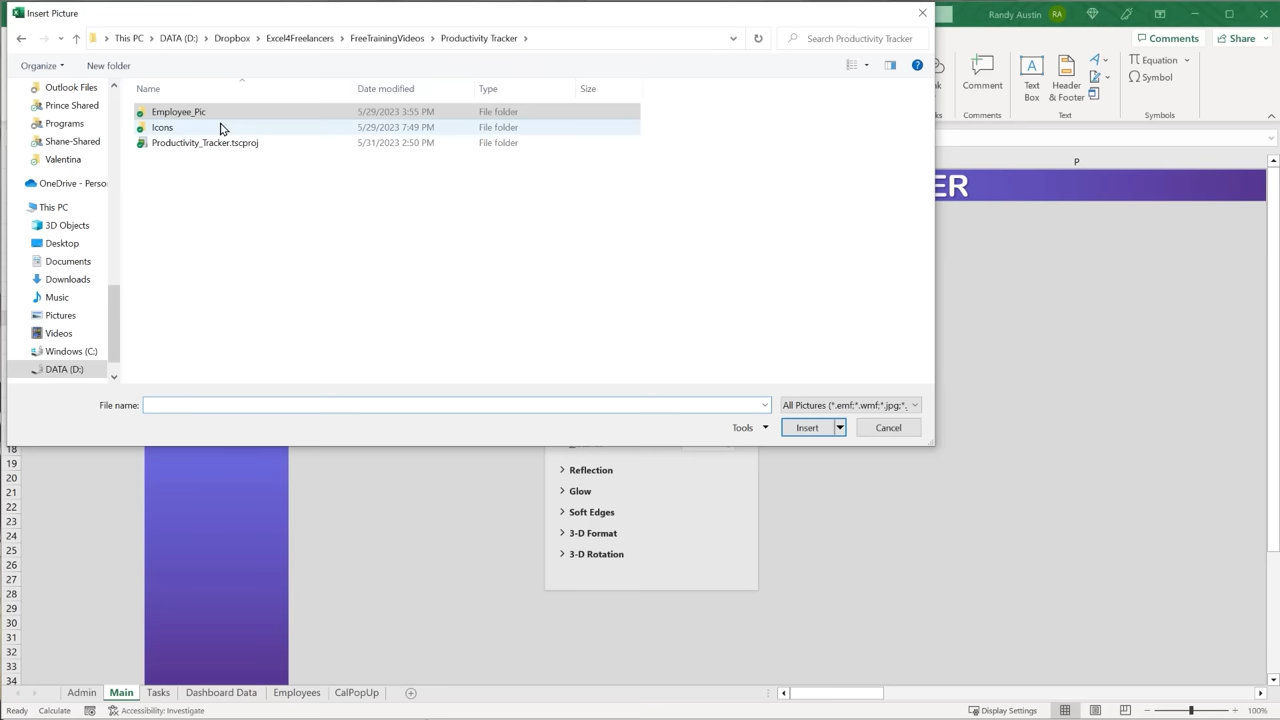 Insert Picture
Randy Austin RA
This PC > DATA (D:) > Dropbox > Excel4Freelancers > FreeTrainingVideos > Productivity Tracker >
Search Productivity Tracker
Comments
Share
Organize
New folder
Name
Date modified
Type
Size
Outlook Files
Prince Shared
Programs
Shane-Shared
Valentina
OneDrive - Perso
This PC
3D Objects
Desktop
Documents
Downloads
Music
Pictures
Videos
Windows (C:)
DATA (D:)
Employee_Pic 5/29/2023 3:55 PM File folder
Icons 5/29/2023 7:49 PM File folder
Productivity_Tracker.tscproj 5/31/2023 2:50 PM File folder
Comment
Comments
Text
Box
Header
& Footer
Text
Equation
Symbol
Symbols
P
ER
File name:
All Pictures (*.emf;*.wmf;*.jpg;*.
Tools
Insert
Cancel
18
19
20
21
22
23
24
25
26
27
28
29
30
31
32
33
34
Reflection
Glow
Soft Edges
3-D Format
3-D Rotation
Admin Main Tasks Dashboard Data Employees CalPopUp
Ready Calculate Accessibility: Investigate
Display Settings
100%